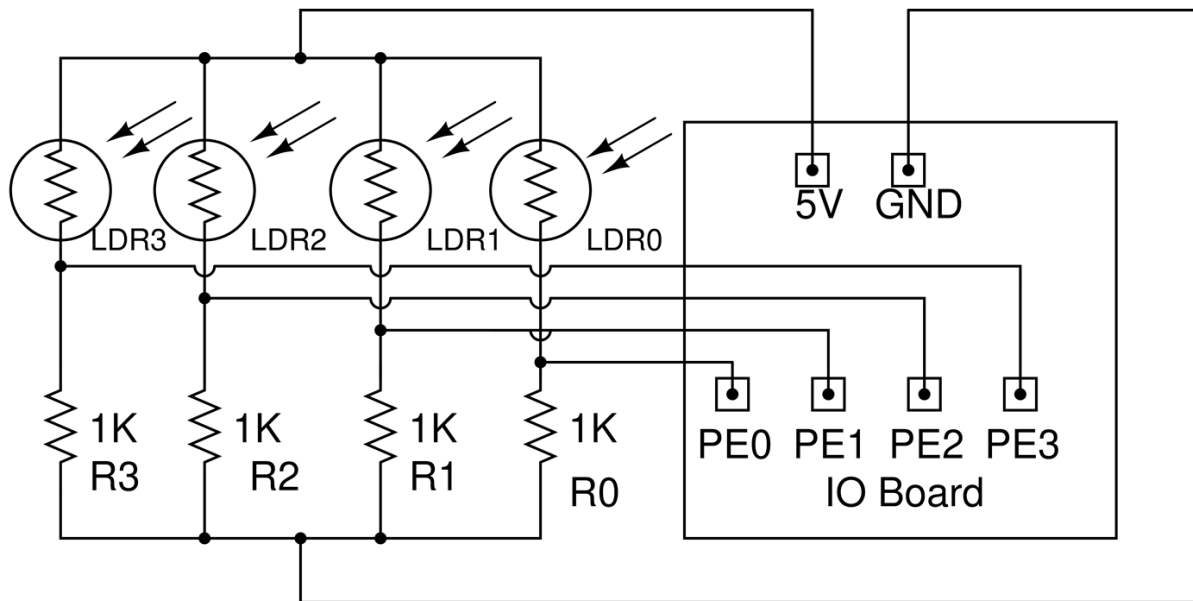 5V GND
LDR3 LDR2 LDR1 LDR0
1K 1K 1K 1K
R3 R2 R1 R0
PE0 PE1 PE2 PE3
IO Board